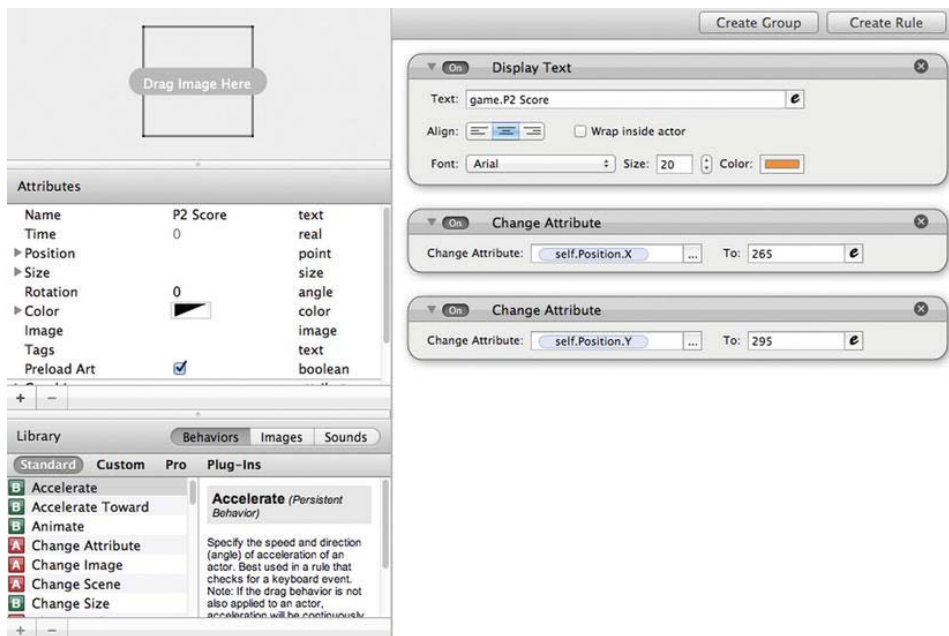 Drag Image Here
Attributes
Name P2 Score text
Time 0 real
Position point
Size size
Rotation 0 angle
Color color
Image image
Tags text
Preload Art boolean
+ −
Library Behaviors Images Sounds
Standard Custom Pro Plug-Ins
B Accelerate
B Accelerate Toward
B Animate
A Change Attribute
A Change Image
A Change Scene
B Change Size
Accelerate (Persistent
Behavior)
Specify the speed and direction
(angle) of acceleration of an
actor. Best used in a rule that
checks for a keyboard event.
Note: If the drag behavior is not
also applied to an actor,
acceleration will be continuously
+ −
Create Group Create Rule
On Display Text
Text: game.P2 Score e
Align: Wrap inside actor
Font: Arial Size: 20 Color:
On Change Attribute
Change Attribute: self.Position.X ... To: 265 e
On Change Attribute
Change Attribute: self.Position.Y ... To: 295 e